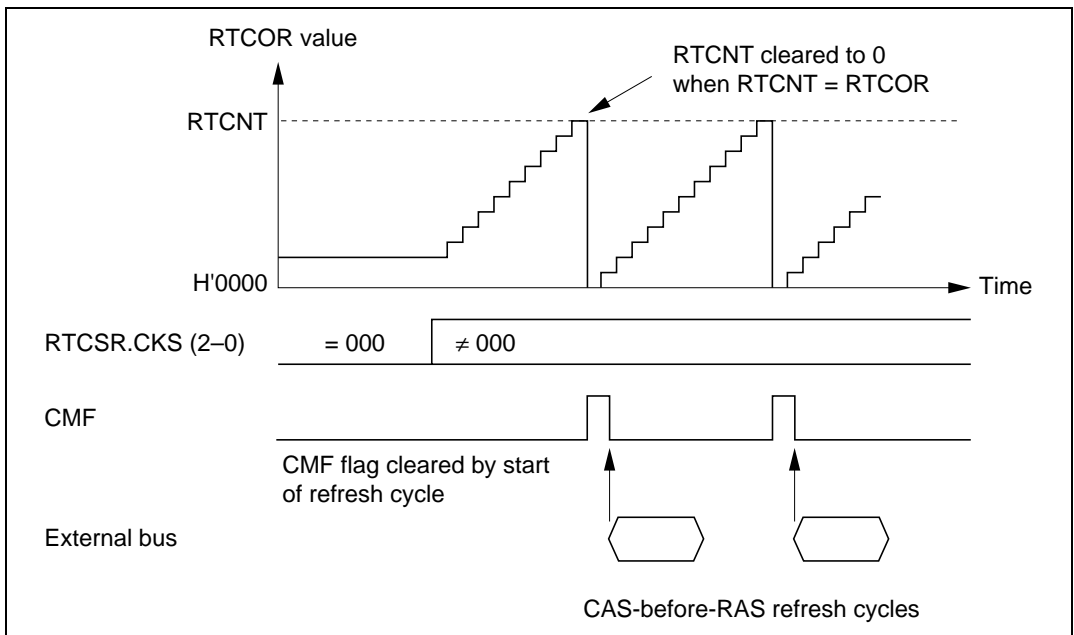 RTCOR value
RTCNT cleared to 0
when RTCNT = RTCOR
RTCNT
H'0000
Time
RTCSR.CKS (2–0)
= 000
≠ 000
CMF
CMF flag cleared by start
of refresh cycle
External bus
CAS-before-RAS refresh cycles